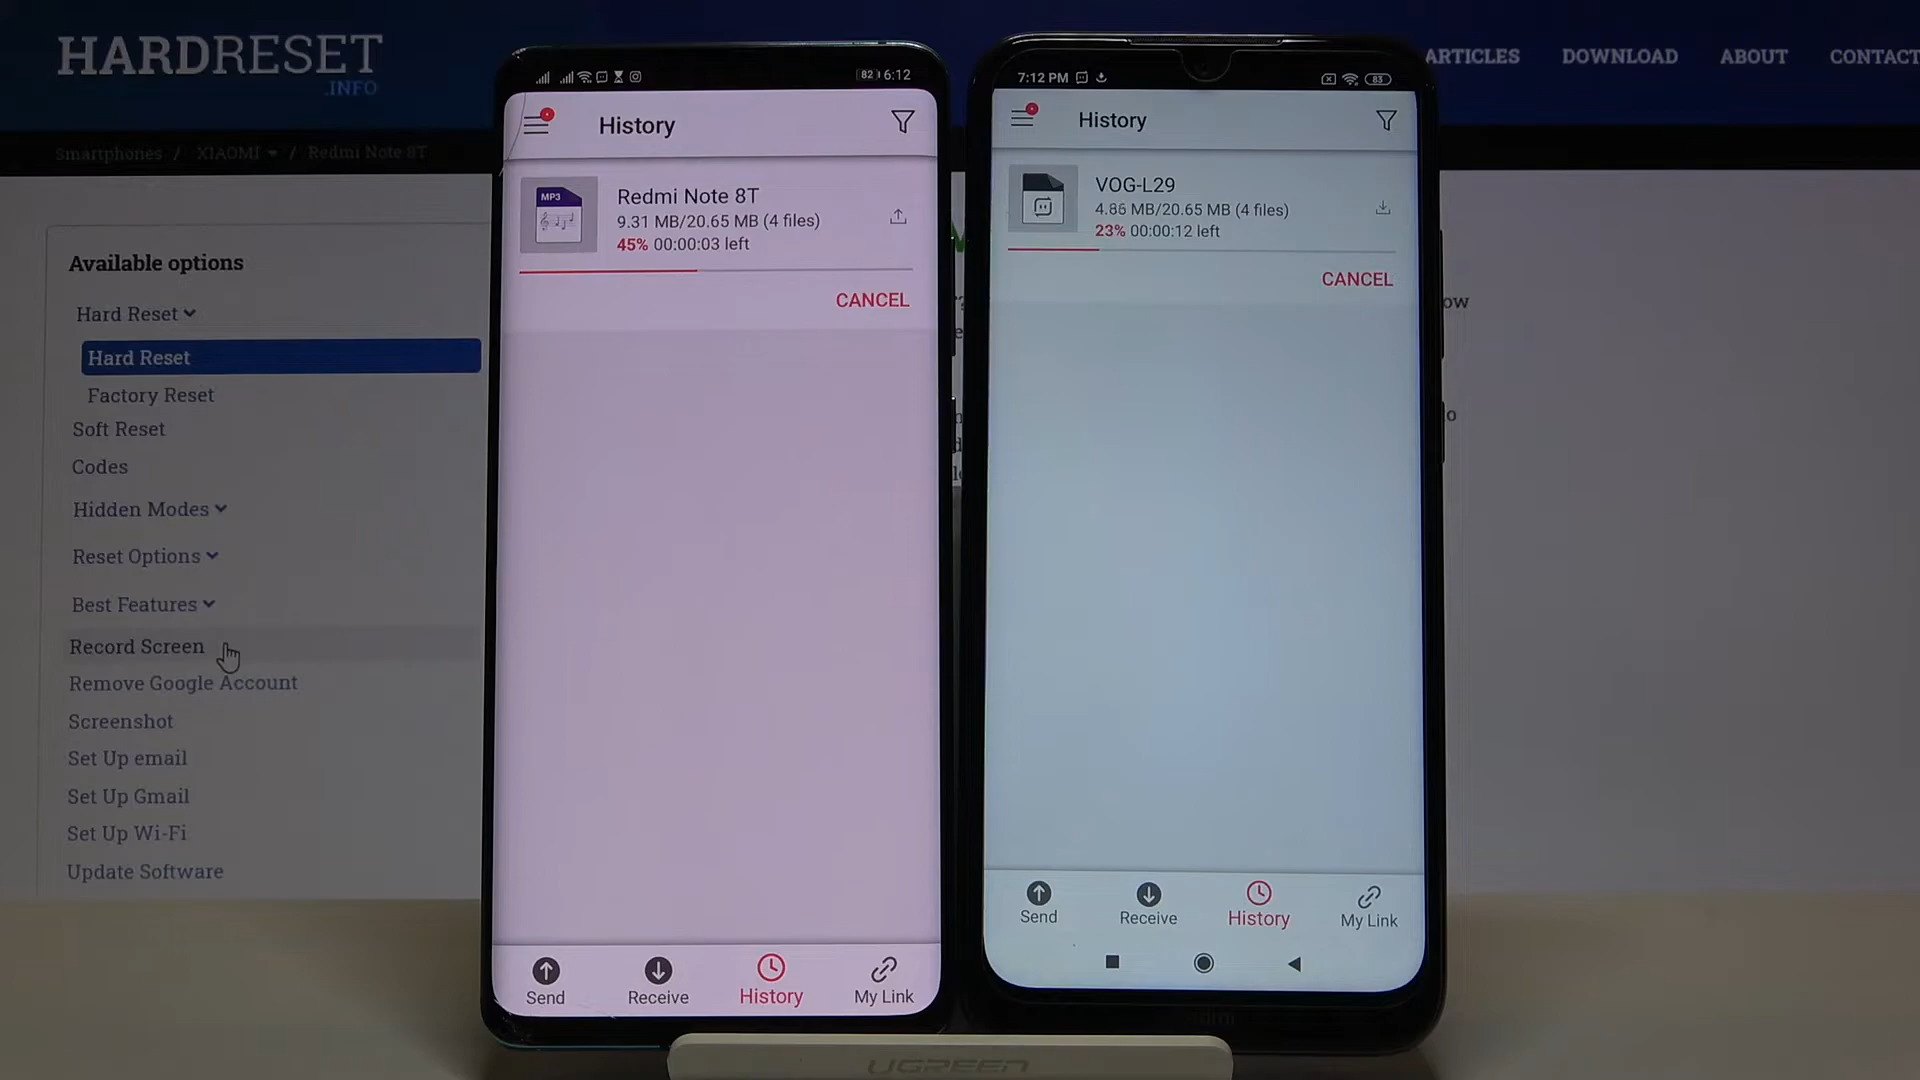 HARDRESET
.INFO
ARTICLES DOWNLOAD ABOUT CONTACT
Smartphones / XIAOMI / Redmi Note 8T
Available options
Hard Reset
Hard Reset
Factory Reset
Soft Reset
Codes
Hidden Modes
Reset Options
Best Features
Record Screen
Remove Google Account
Screenshot
Set Up email
Set Up Gmail
Set Up Wi-Fi
Update Software
82 6:12
History
MP3
Redmi Note 8T
9.31 MB/20.65 MB (4 files)
45% 00:00:03 left
CANCEL
Send Receive History My Link
7:12 PM 83
History
VOG-L29
4.86 MB/20.65 MB (4 files)
23% 00:00:12 left
CANCEL
Send Receive History My Link
ow
o
UGREEN